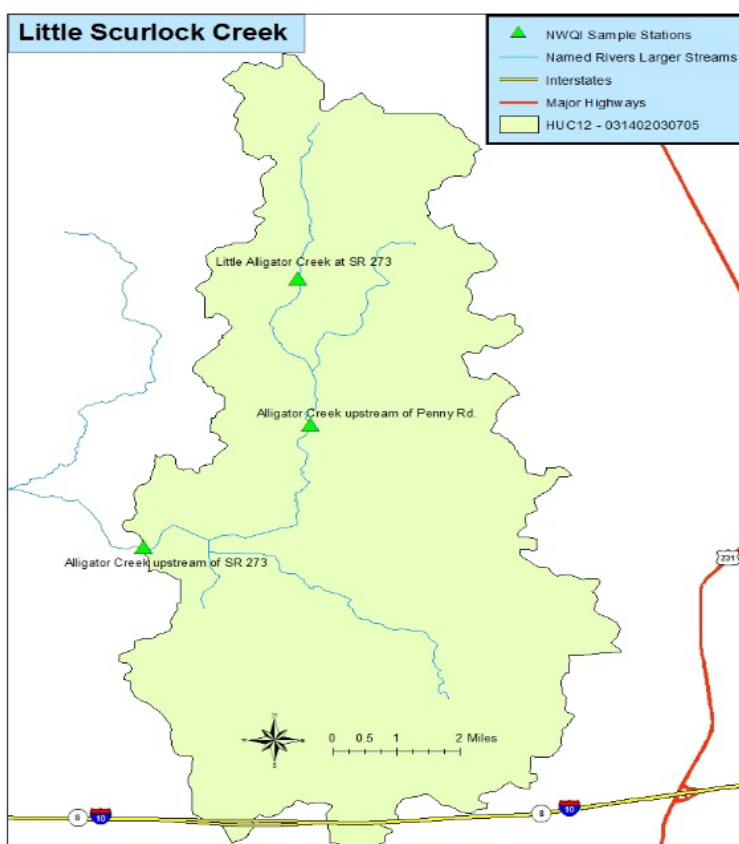 Little Scurlock Creek
NWQI Sample Stations
Named Rivers Larger Streams
Interstates
Major Highways
HUC12 - 031402030705
Little Alligator Creek at SR 273
Alligator Creek upstream of Penny Rd.
Alligator Creek upstream of SR 273
231
N
W
E
S
0 0.5 1 2 Miles
8 10
8 10